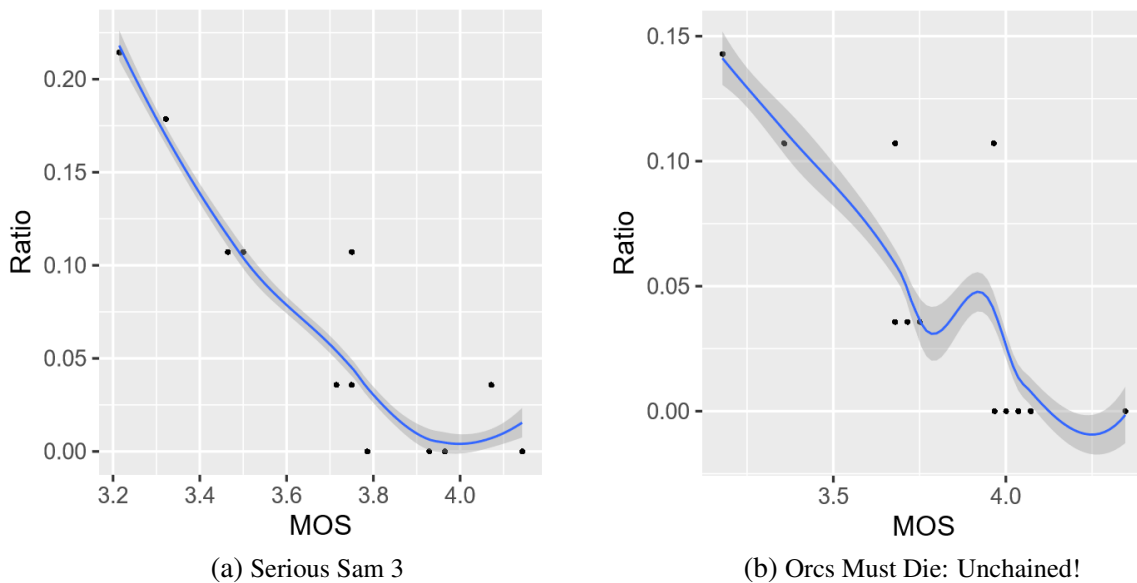 0.20
0.15
0.10
0.05
0.00
Ratio
3.2 3.4 3.6 3.8 4.0
MOS
(a) Serious Sam 3
0.15
0.10
0.05
0.00
Ratio
3.5 4.0
MOS
(b) Orcs Must Die: Unchained!